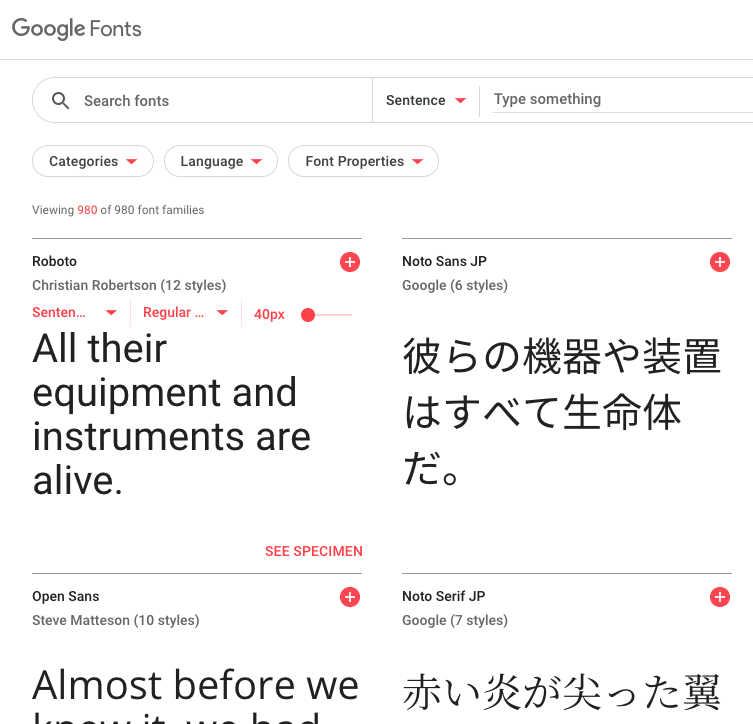 Google Fonts
Search fonts
Sentence
Type something
Categories
Language
Font Properties
Viewing 980 of 980 font families
Roboto
Christian Robertson (12 styles)
Senten...
Regular ...
40px
All their
equipment and
instruments are
alive.
SEE SPECIMEN
Noto Sans JP
Google (6 styles)
彼らの機器や装置
はすべて生命体
だ。
Open Sans
Steve Matteson (10 styles)
Almost before we
knew it, we had
Noto Serif JP
Google (7 styles)
赤い炎が尖った翼